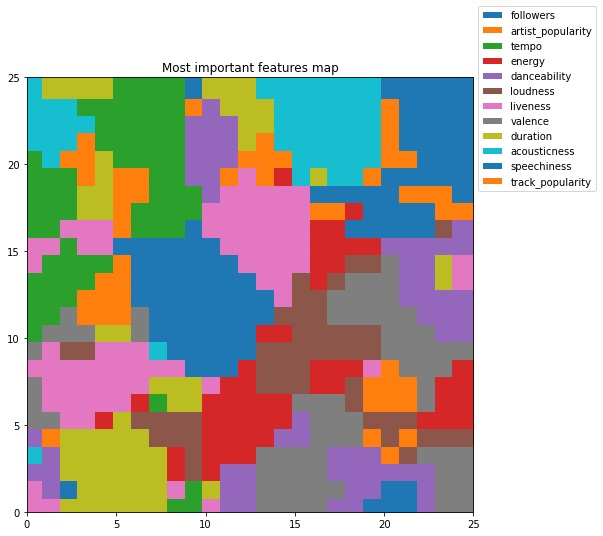 Most important features map
followers
artist_popularity
tempo
energy
danceability
loudness
liveness
valence
duration
acousticness
speechiness
track_popularity
25
20
15
10
5
0
0 5 10 15 20 25